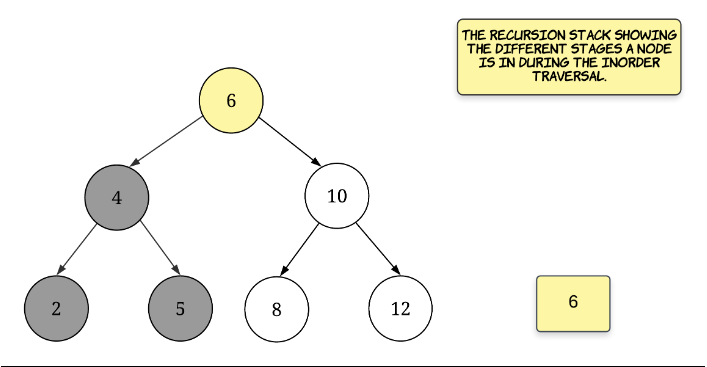 THE RECURSION STACK SHOWING
THE DIFFERENT STAGES A NODE
IS IN DURING THE INORDER
TRAVERSAL.
6
4
10
2
5
8
12
6